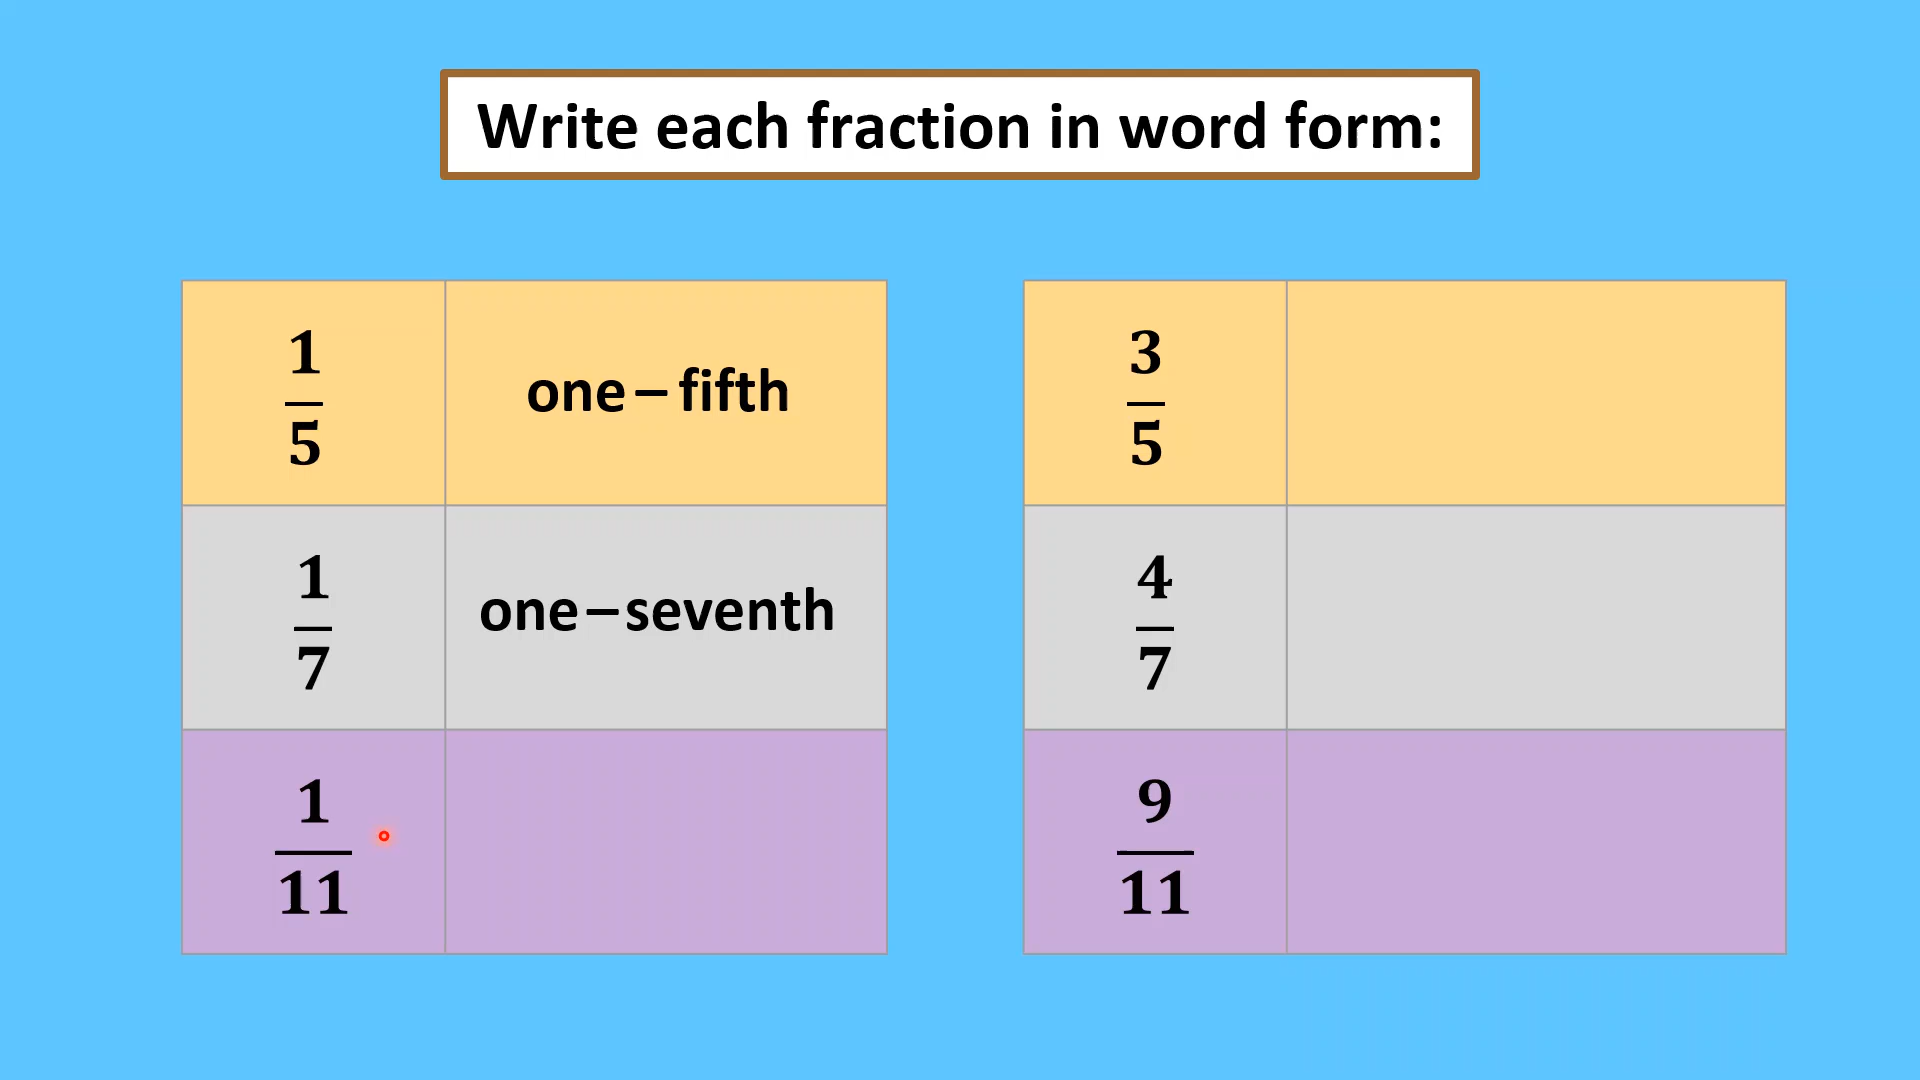 Write each fraction in word form:
1/5 one – fifth
1/7 one – seventh
1/11
3/5
4/7
9/11